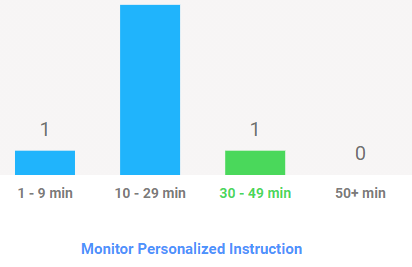 1
1
0
1 - 9 min
10 - 29 min
30 - 49 min
50+ min
Monitor Personalized Instruction